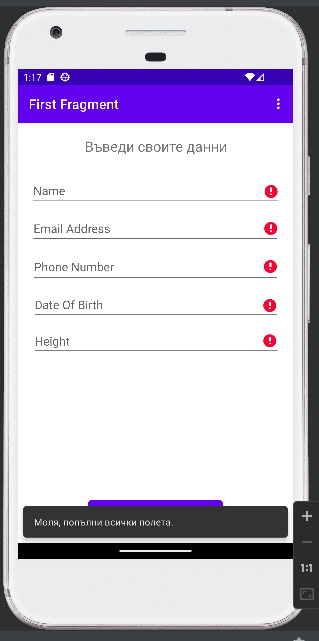 1:17
First Fragment
Въведи своите данни
Name
Email Address
Phone Number
Date Of Birth
Height
Моля, попълни всички полета.
1:1